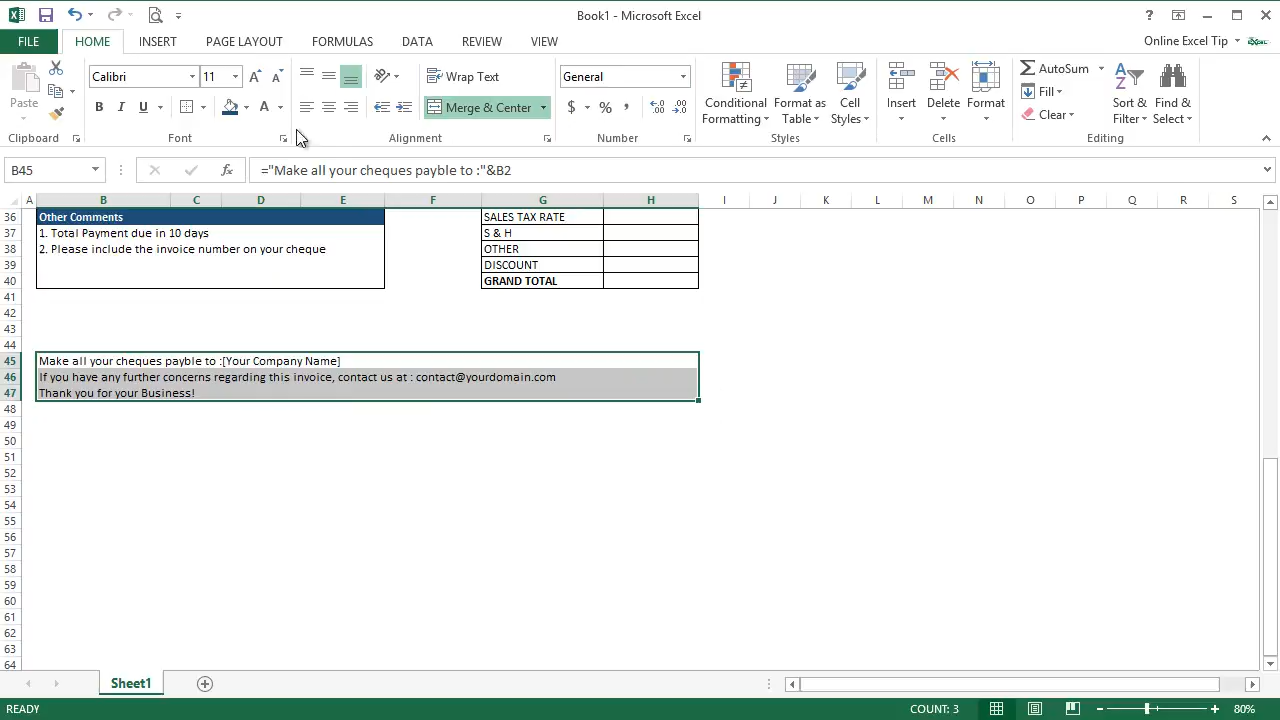 Book1 - Microsoft Excel
FILE HOME INSERT PAGE LAYOUT FORMULAS DATA REVIEW VIEW Online Excel Tip
Paste
Calibri 11
B I U A
Wrap Text
Merge & Center
General
$ % ,
Conditional Formatting
Format as Table
Cell Styles
Insert Delete Format
AutoSum
Fill
Clear
Sort & Filter
Find & Select
Clipboard Font Alignment Number Styles Cells Editing
B45 fx ="Make all your cheques payble to :"&B2
A B C D E F G H I J K L M N O P Q R S
36 Other Comments SALES TAX RATE
37 1. Total Payment due in 10 days S & H
38 2. Please include the invoice number on your cheque OTHER
39 DISCOUNT
40 GRAND TOTAL
41
42
43
44
45 Make all your cheques payble to :[Your Company Name]
46 If you have any further concerns regarding this invoice, contact us at : contact@yourdomain.com
47 Thank you for your Business!
48
49
50
51
52
53
54
55
56
57
58
59
60
61
62
63
64
Sheet1
READY COUNT: 3 80%